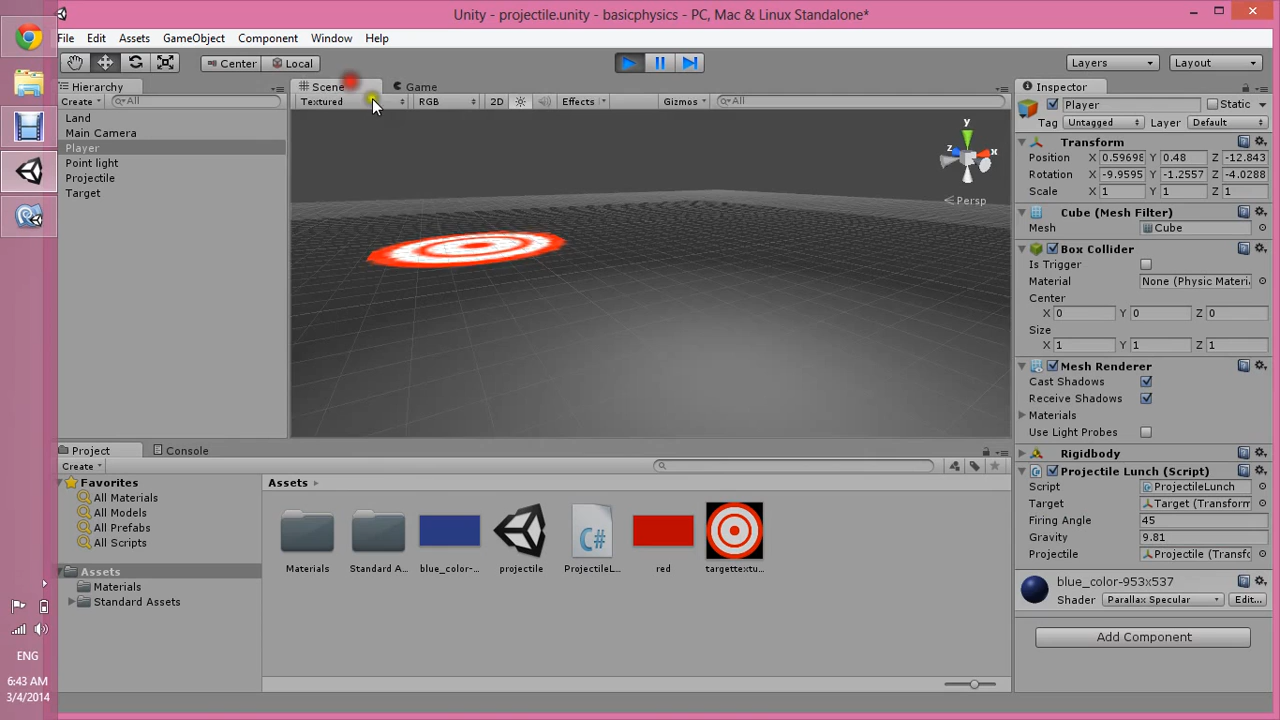 Unity - projectile.unity - basicphysics - PC, Mac & Linux Standalone*
File Edit Assets GameObject Component Window Help
Center Local Layers Layout
Hierarchy
Create All
Land
Main Camera
Player
Point light
Projectile
Target
Scene Game
Textured RGB 2D Effects Gizmos All
y
z x
Persp
Inspector
Player Static
Tag Untagged Layer Default
Transform
Position X 0.59698 Y 0.48 Z -12.843
Rotation X -9.9595 Y -1.2557 Z -4.0288
Scale X 1 Y 1 Z 1
Cube (Mesh Filter)
Mesh Cube
Box Collider
Is Trigger
Material None (Physic Materi
Center
X 0 Y 0 Z 0
Size
X 1 Y 1 Z 1
Mesh Renderer
Cast Shadows
Receive Shadows
Materials
Use Light Probes
Rigidbody
Projectile Lunch (Script)
Script ProjectileLunch
Target Target (Transform
Firing Angle 45
Gravity 9.81
Projectile Projectile (Transfo
blue_color-953x537
Shader Parallax Specular Edit...
Add Component
Project Console
Create
Favorites
All Materials
All Models
All Prefabs
All Scripts
Assets
Materials
Standard Assets
Assets
Materials Standard A... blue_color-... projectile C# ProjectileL... red targettextu...
ENG
6:43 AM
3/4/2014